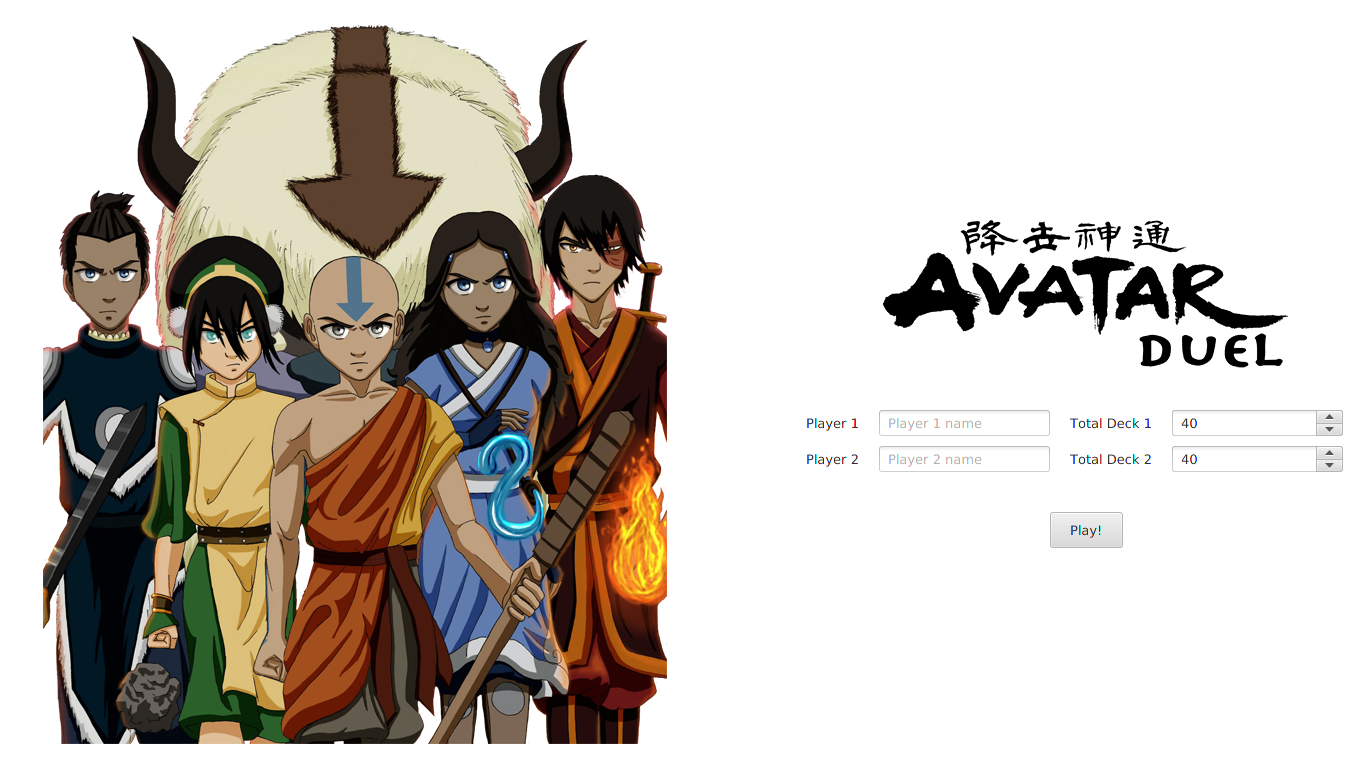 降去神通
AVATAR
DUEL
Player 1 Player 1 name Total Deck 1 40
Player 2 Player 2 name Total Deck 2 40
Play!